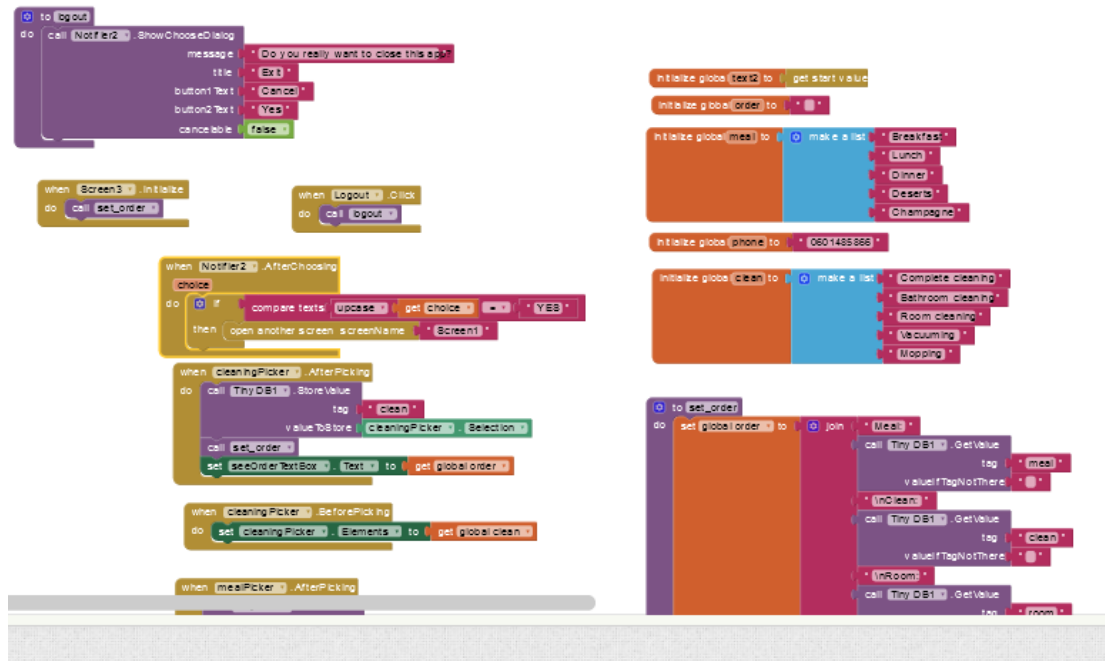 to logout
do call Notifier2 .ShowChooseDialog
message " Do you really want to close this app? "
title " Exit "
button1Text " Cancel "
button2Text " Yes "
cancelable false
when Screen3 .Initialize
do call set_order
when Logout .Click
do call logout
when Notifier2 .AfterChoosing
choice
do if compare texts upcase get choice = " YES "
then open another screen screenName " Screen1 "
when cleaningPicker .AfterPicking
do call TinyDB1 .StoreValue
tag " clean "
valueToStore cleaningPicker . Selection
call set_order
set seeOrderTextBox . Text to get global order
when cleaningPicker .BeforePicking
do set cleaningPicker . Elements to get global clean
when mealPicker .AfterPicking
initialize global text2 to get start value
initialize global order to " "
initialize global meal to make a list " Breakfast "
" Lunch "
" Dinner "
" Deserts "
" Champagne "
initialize global phone to " 0601485866 "
initialize global clean to make a list " Complete cleaning "
" Bathroom cleaning "
" Room cleaning "
" Vacuuming "
" Mopping "
to set_order
do set global order to join " Meal: "
call TinyDB1 .GetValue
tag " meal "
valueIfTagNotThere " "
" \nClean: "
call TinyDB1 .GetValue
tag " clean "
valueIfTagNotThere " "
" \nRoom: "
call TinyDB1 .GetValue
tag " room "